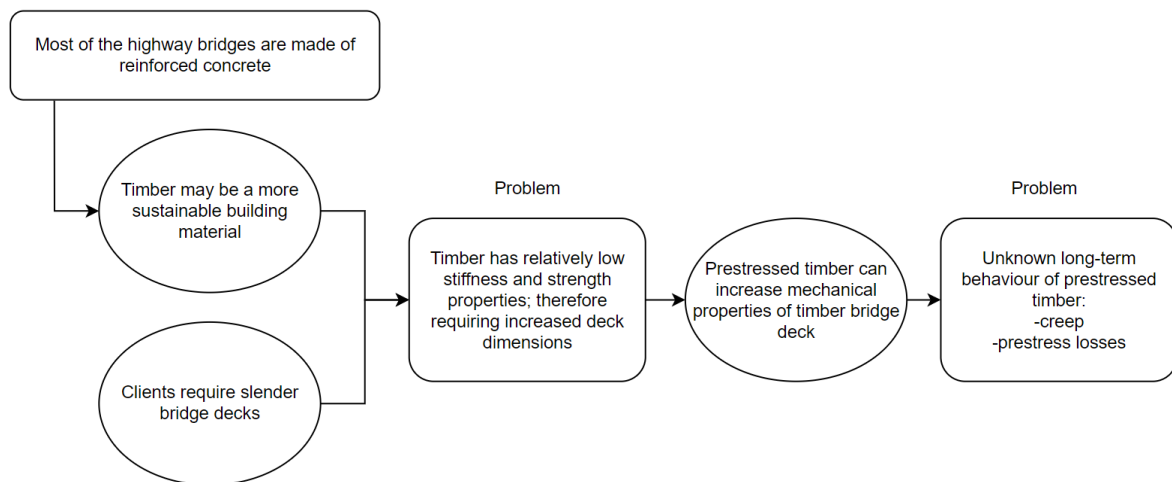 Most of the highway bridges are made of
reinforced concrete
Timber may be a more
sustainable building
material
Clients require slender
bridge decks
Problem
Timber has relatively low
stiffness and strength
properties; therefore
requiring increased deck
dimensions
Prestressed timber can
increase mechanical
properties of timber bridge
deck
Problem
Unknown long-term
behaviour of prestressed
timber:
-creep
-prestress losses